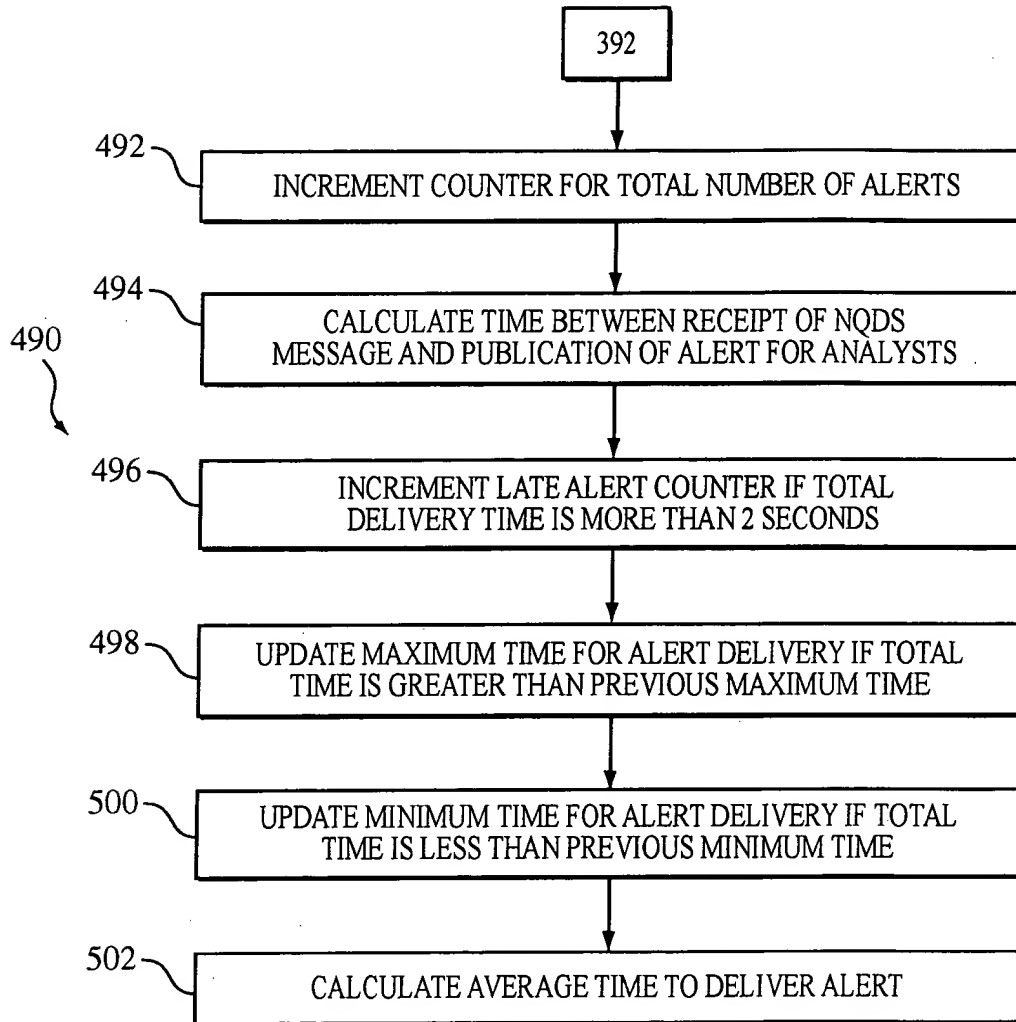 392
492
INCREMENT COUNTER FOR TOTAL NUMBER OF ALERTS
494
CALCULATE TIME BETWEEN RECEIPT OF NQDS
MESSAGE AND PUBLICATION OF ALERT FOR ANALYSTS
490
496
INCREMENT LATE ALERT COUNTER IF TOTAL
DELIVERY TIME IS MORE THAN 2 SECONDS
498
UPDATE MAXIMUM TIME FOR ALERT DELIVERY IF TOTAL
TIME IS GREATER THAN PREVIOUS MAXIMUM TIME
500
UPDATE MINIMUM TIME FOR ALERT DELIVERY IF TOTAL
TIME IS LESS THAN PREVIOUS MINIMUM TIME
502
CALCULATE AVERAGE TIME TO DELIVER ALERT